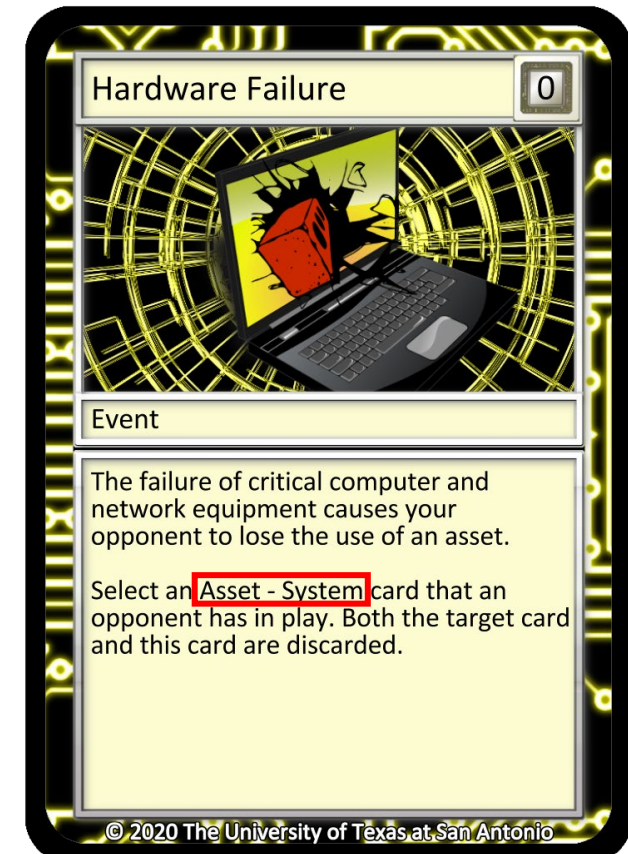 Hardware Failure
0
Event
The failure of critical computer and
network equipment causes your
opponent to lose the use of an asset.
Select an Asset - System card that an
opponent has in play. Both the target card
and this card are discarded.
© 2020 The University of Texas at San Antonio